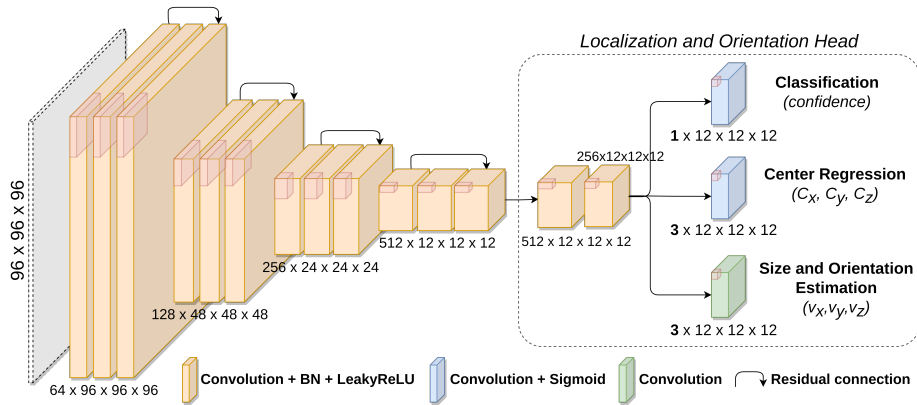 Localization and Orientation Head
96 x 96 x 96
64 x 96 x 96 x 96
128 x 48 x 48 x 48
256 x 24 x 24 x 24
512 x 12 x 12 x 12
512 x 12 x 12 x 12
256x12x12x12
Classification
(confidence)
1 x 12 x 12 x 12
Center Regression
(Cx, Cy, Cz)
3 x 12 x 12 x 12
Size and Orientation
Estimation
(vx,vy,vz)
3 x 12 x 12 x 12
Convolution + BN + LeakyReLU
Convolution + Sigmoid
Convolution
Residual connection